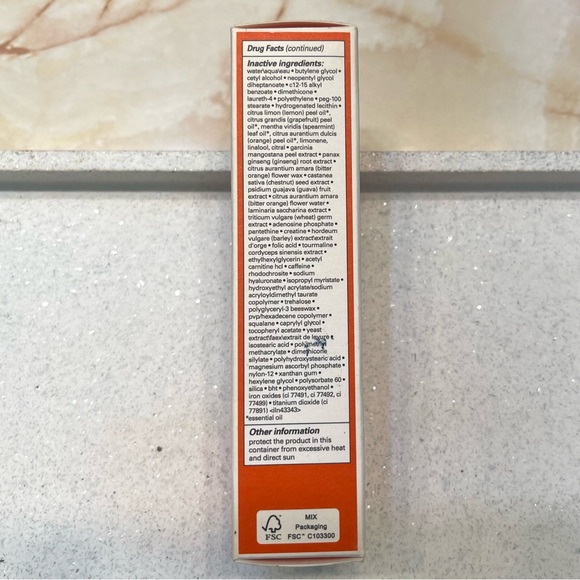 Drug Facts (continued)
Inactive ingredients:
water\aqua\eau • butylene glycol •
cetyl alcohol • neopentyl glycol
diheptanoate • c12-15 alkyl
benzoate • dimethicone •
laureth-4 • polyethylene • peg-100
stearate • hydrogenated lecithin •
citrus limon (lemon) peel oil*,
citrus grandis (grapefruit) peel
oil*, mentha viridis (spearmint)
leaf oil*, citrus aurantium dulcis
(orange) peel oil*, limonene,
linalool, citral • garcinia
mangostana peel extract • panax
ginseng (ginseng) root extract •
citrus aurantium amara (bitter
orange) flower wax • castanea
sativa (chestnut) seed extract •
psidium guajava (guava) fruit
extract • citrus aurantium amara
(bitter orange) flower water •
laminaria saccharina extract •
triticum vulgare (wheat) germ
extract • adenosine phosphate •
pantethine • creatine • hordeum
vulgare (barley) extract\extrait
d'orge • folic acid • tourmaline •
cordyceps sinensis extract •
ethylhexylglycerin • acetyl
carnitine hcl • caffeine •
rhodochrosite • sodium
hyaluronate • isopropyl myristate •
hydroxyethyl acrylate/sodium
acryloyldimethyl taurate
copolymer • trehalose •
polyglyceryl-3 beeswax •
pvp/hexadecene copolymer •
squalane • caprylyl glycol •
tocopheryl acetate • yeast
extract\faex\extrait de levure •
isostearic acid • polymethyl
methacrylate • dimethicone
silylate • polyhydroxystearic acid •
magnesium ascorbyl phosphate •
nylon-12 • xanthan gum •
hexylene glycol • polysorbate 60 •
silica • bht • phenoxyethanol •
iron oxides (ci 77491, ci 77492, ci
77499) • titanium dioxide (ci
77891) <iln43343>
*essential oil
Other information
protect the product in this
container from excessive heat
and direct sun
MIX
Packaging
FSC FSC™ C103300